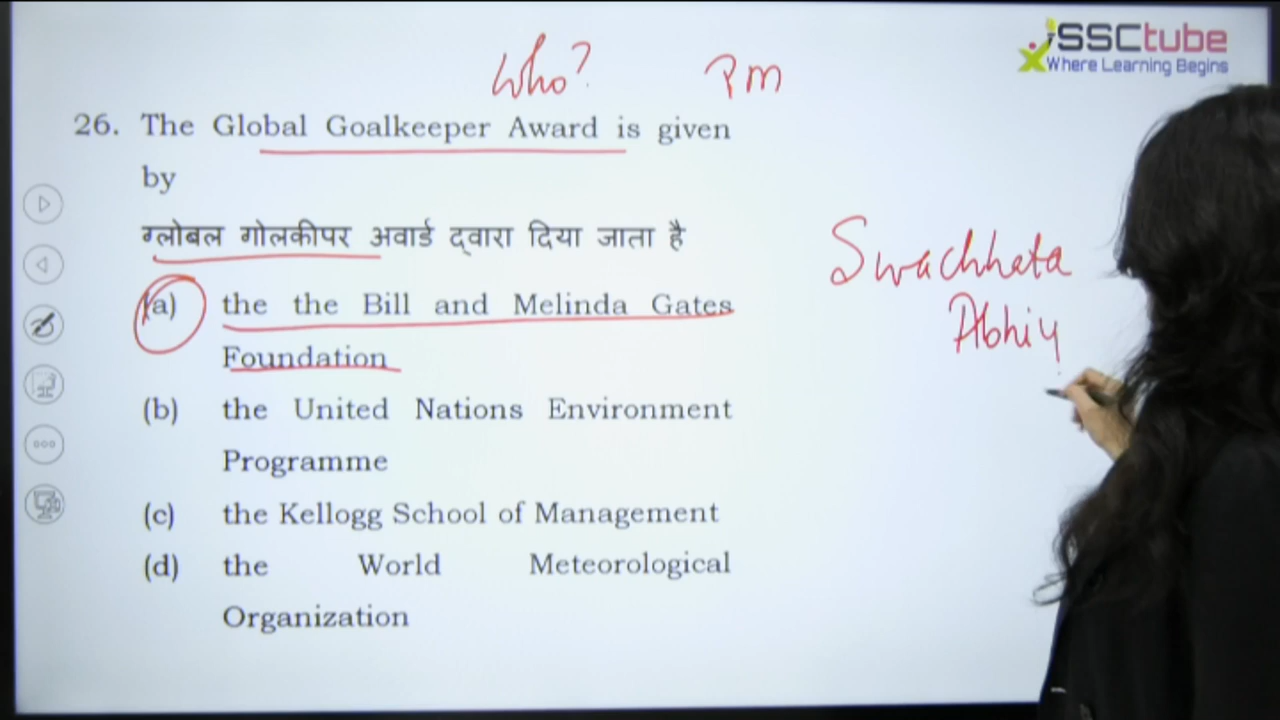 SSCtube
Where Learning Begins
Who? PM
26. The Global Goalkeeper Award is given
by
ग्लोबल गोलकीपर अवार्ड द्वारा दिया जाता है
(a) the the Bill and Melinda Gates
Foundation
(b) the United Nations Environment
Programme
(c) the Kellogg School of Management
(d) the World Meteorological
Organization
Swachhata
Abhiy